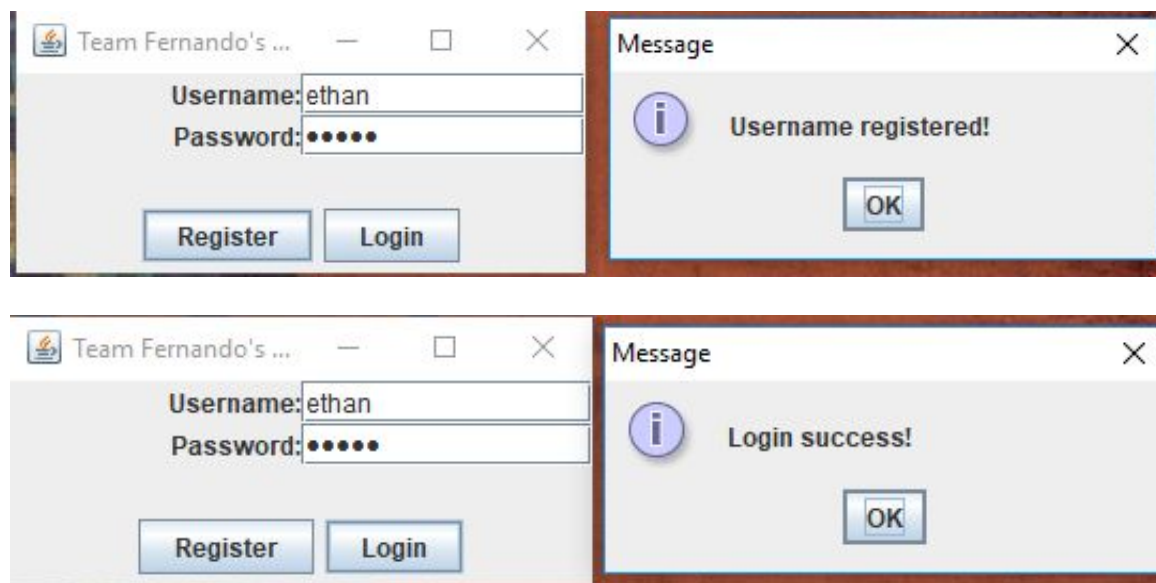 Team Fernando's ...
Username: ethan
Password: •••••
Register Login
Message
Username registered!
OK
Team Fernando's ...
Username: ethan
Password: •••••
Register Login
Message
Login success!
OK